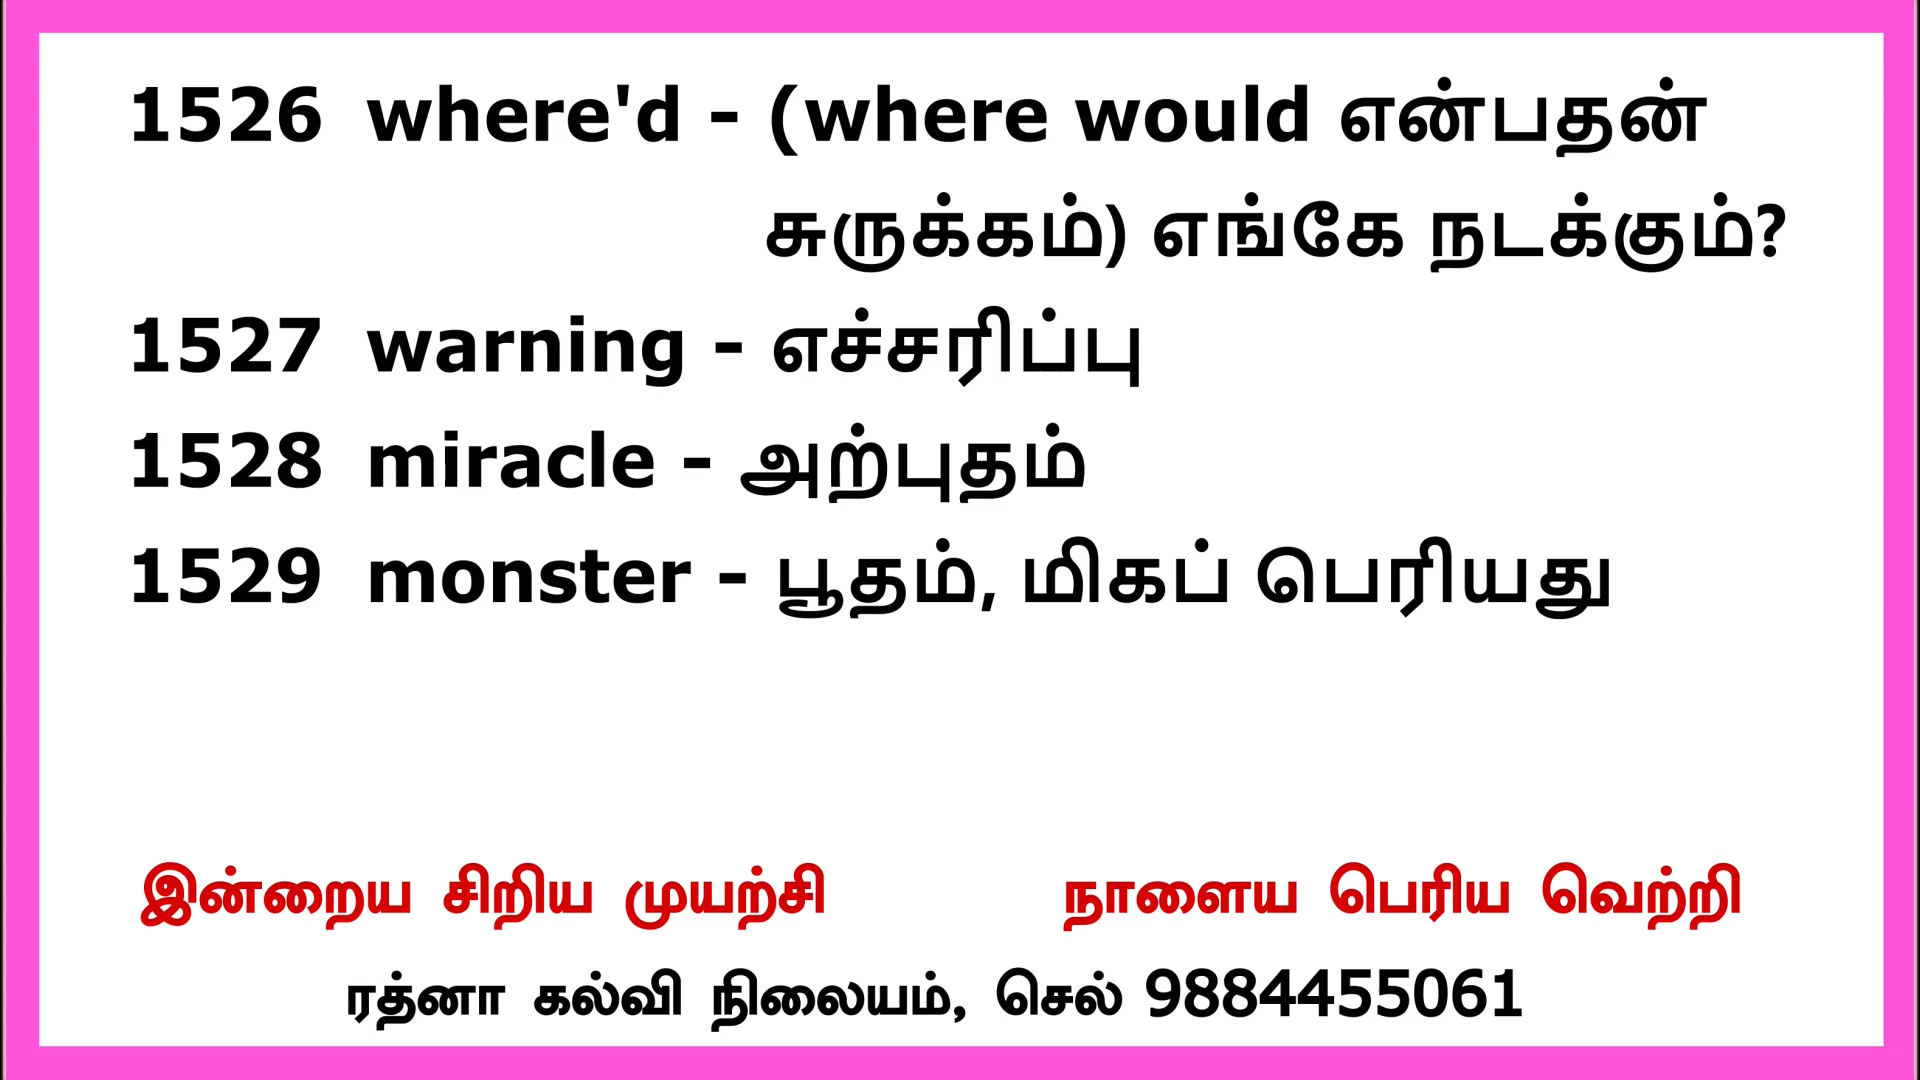 1526 where'd - (where would என்பதன்
சுருக்கம்) எங்கே நடக்கும்?
1527 warning - எச்சரிப்பு
1528 miracle - அற்புதம்
1529 monster - பூதம், மிகப் பெரியது
இன்றைய சிறிய முயற்சி நாளைய பெரிய வெற்றி
ரத்னா கல்வி நிலையம், செல் 9884455061